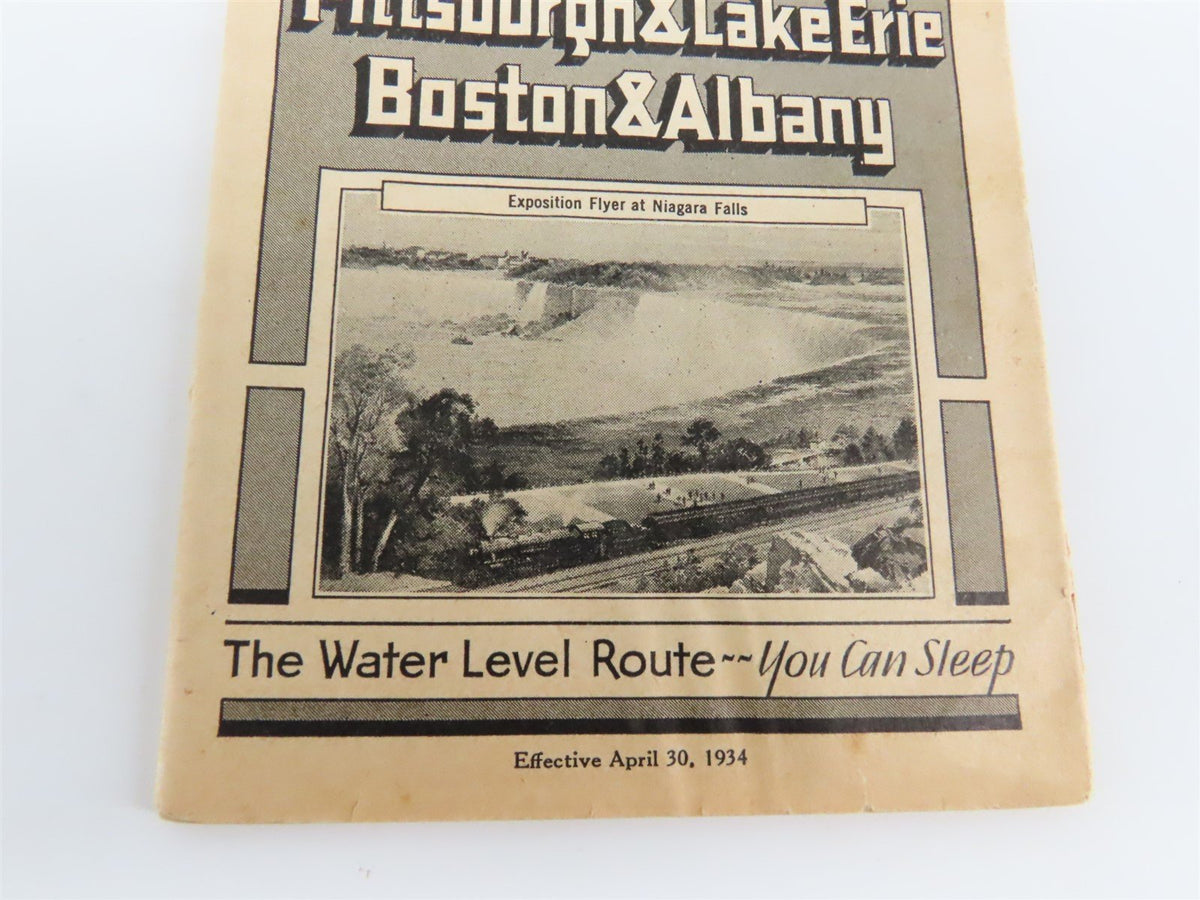 Pittsburgh & Lake Erie
Boston & Albany
Exposition Flyer at Niagara Falls
The Water Level Route~~You Can Sleep
Effective April 30, 1934